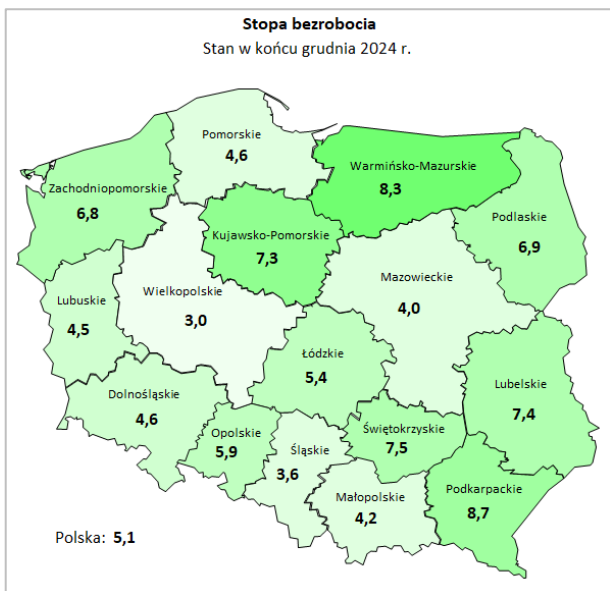 Stopa bezrobocia
Stan w końcu grudnia 2024 r.
Pomorskie
4,6
Warmińsko-Mazurskie
8,3
Zachodniopomorskie
6,8
Podlaskie
6,9
Kujawsko-Pomorskie
7,3
Mazowieckie
4,0
Wielkopolskie
3,0
Lubuskie
4,5
Łódzkie
5,4
Lubelskie
7,4
Dolnośląskie
4,6
Opolskie
5,9
Świętokrzyskie
7,5
Śląskie
3,6
Małopolskie
4,2
Podkarpackie
8,7
Polska: 5,1